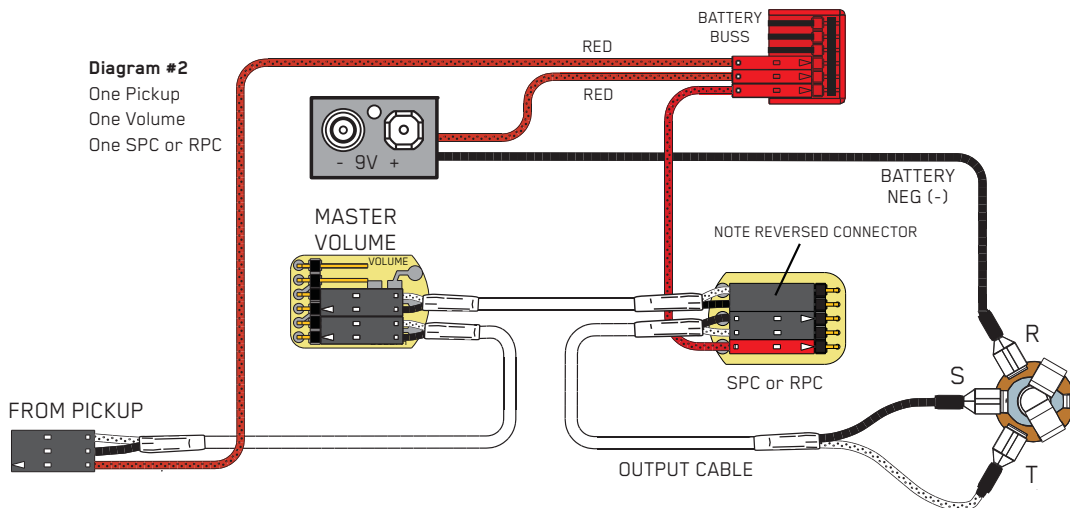 BATTERY
BUSS
RED
Diagram #2
One Pickup
One Volume
One SPC or RPC
RED
- 9V +
BATTERY
NEG (-)
MASTER
VOLUME
VOLUME
NOTE REVERSED CONNECTOR
R
S
SPC or RPC
FROM PICKUP
OUTPUT CABLE
T